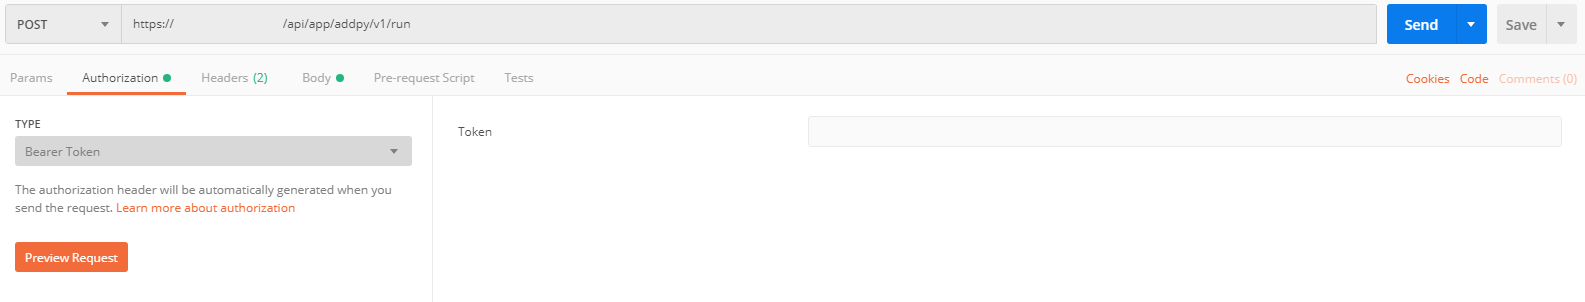 POST https:// /api/app/addpy/v1/run Send Save
Params Authorization Headers (2) Body Pre-request Script Tests Cookies Code Comments (0)
TYPE
Bearer Token
The authorization header will be automatically generated when you
send the request. Learn more about authorization
Preview Request
Token